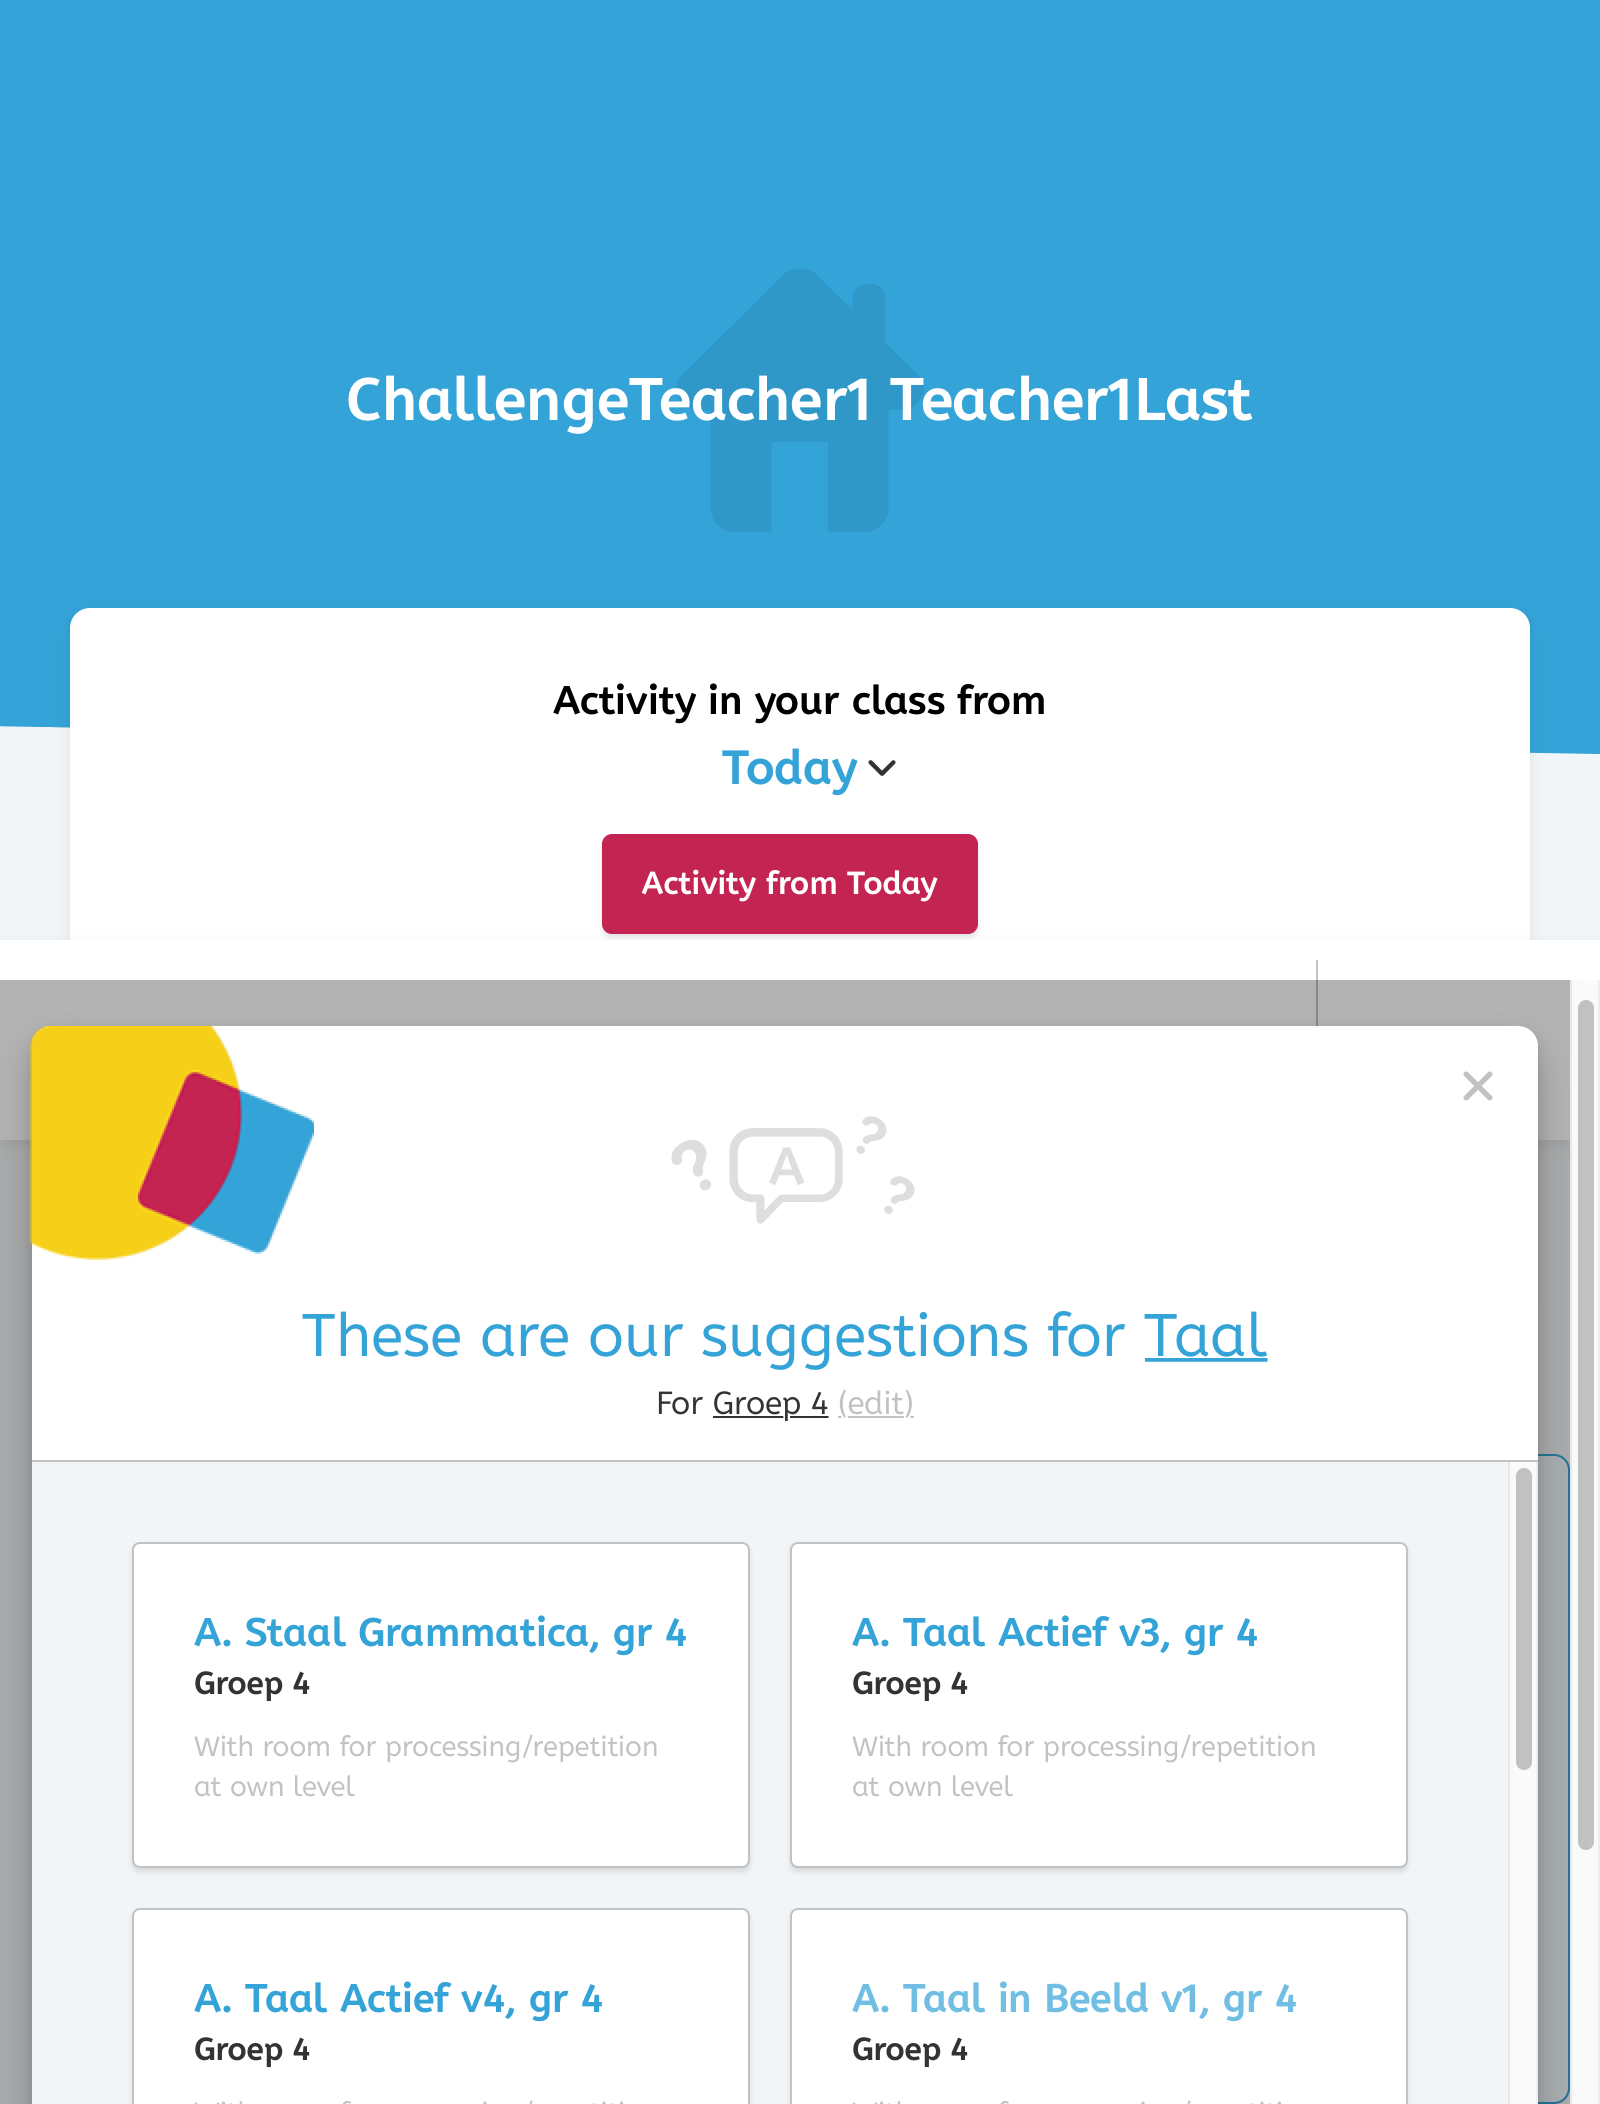 ChallengeTeacher1 Teacher1Last
Activity in your class from
Today
Activity from Today
? A ? ?
These are our suggestions for Taal
For Groep 4 (edit)
A. Staal Grammatica, gr 4
Groep 4
With room for processing/repetition
at own level
A. Taal Actief v3, gr 4
Groep 4
With room for processing/repetition
at own level
A. Taal Actief v4, gr 4
Groep 4
A. Taal in Beeld v1, gr 4
Groep 4